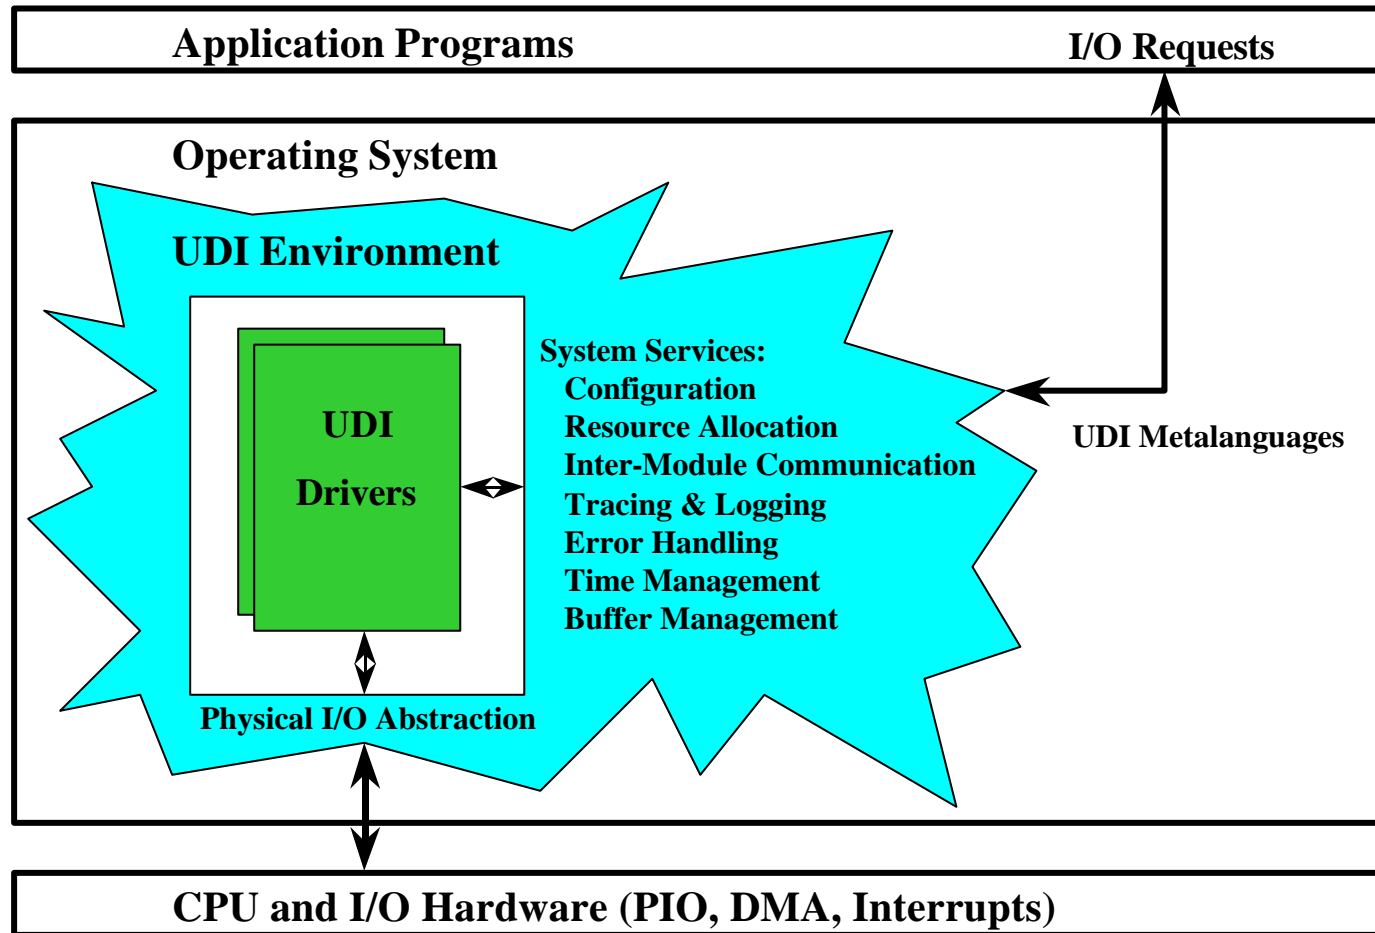 Application Programs
I/O Requests
Operating System
UDI Environment
System Services:
Configuration
Resource Allocation
Inter-Module Communication
Tracing & Logging
Error Handling
Time Management
Buffer Management
UDI
Drivers
UDI Metalanguages
Physical I/O Abstraction
CPU and I/O Hardware (PIO, DMA, Interrupts)